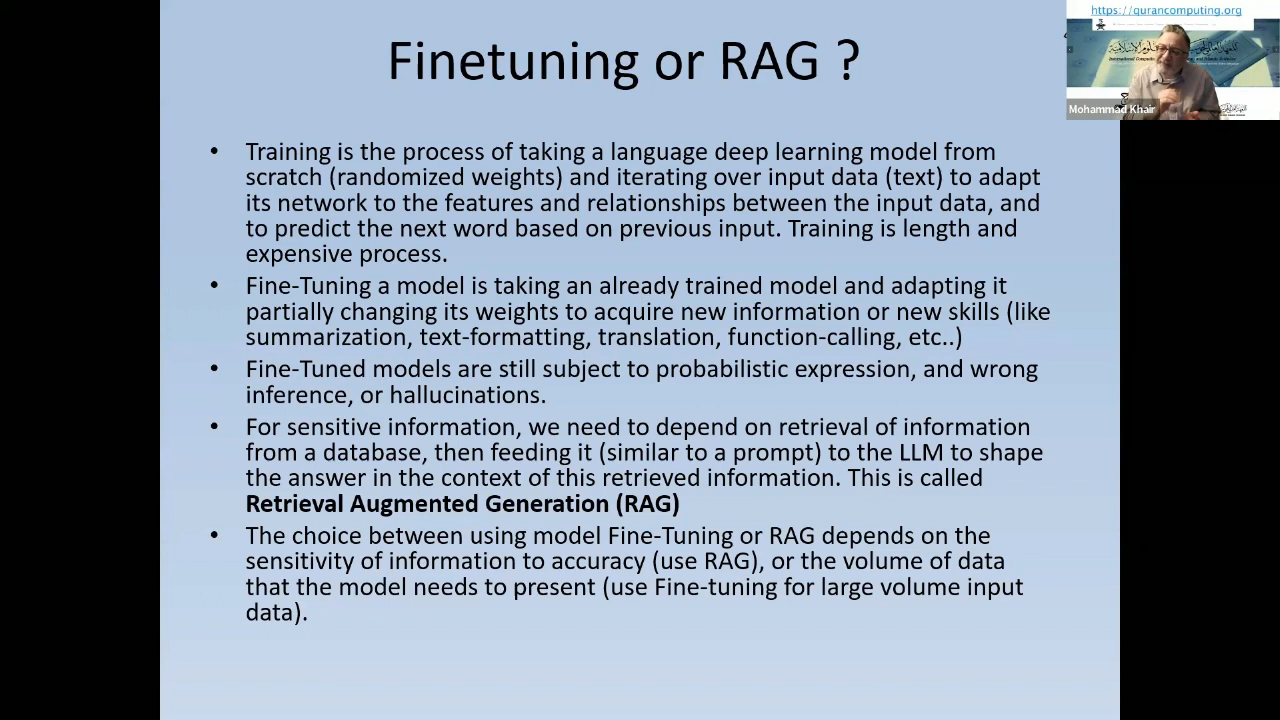 Finetuning or RAG ?
https://qurancomputing.org
Mohammad Khair
• Training is the process of taking a language deep learning model from
scratch (randomized weights) and iterating over input data (text) to adapt
its network to the features and relationships between the input data, and
to predict the next word based on previous input. Training is length and
expensive process.
• Fine-Tuning a model is taking an already trained model and adapting it
partially changing its weights to acquire new information or new skills (like
summarization, text-formatting, translation, function-calling, etc..)
• Fine-Tuned models are still subject to probabilistic expression, and wrong
inference, or hallucinations.
• For sensitive information, we need to depend on retrieval of information
from a database, then feeding it (similar to a prompt) to the LLM to shape
the answer in the context of this retrieved information. This is called
Retrieval Augmented Generation (RAG)
• The choice between using model Fine-Tuning or RAG depends on the
sensitivity of information to accuracy (use RAG), or the volume of data
that the model needs to present (use Fine-tuning for large volume input
data).